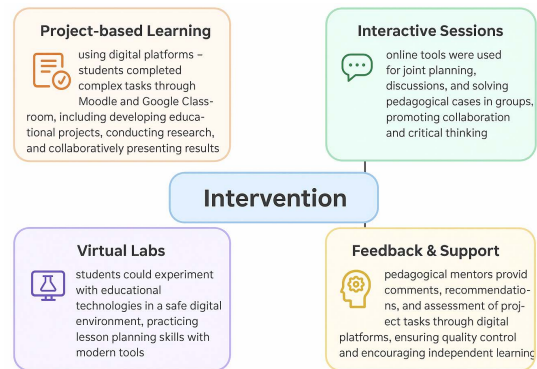 Project-based Learning
using digital platforms –
students completed
complex tasks through
Moodle and Google Class-
room, including developing educa-
tional projects, conducting research,
and collaboratively presenting results
Interactive Sessions
online tools were used
for joint planning,
discussions, and solving
pedagogical cases in groups,
promoting collaboration
and critical thinking
Intervention
Virtual Labs
students could experiment
with educational
technologies in a safe digital
environment, practicing
lesson planning skills with
modern tools
Feedback & Support
pedagogical mentors provid
comments, recommendatio-
ns, and assessment of proj-
ect tasks through digital
platforms, ensuring quality control
and encouraging independent learning